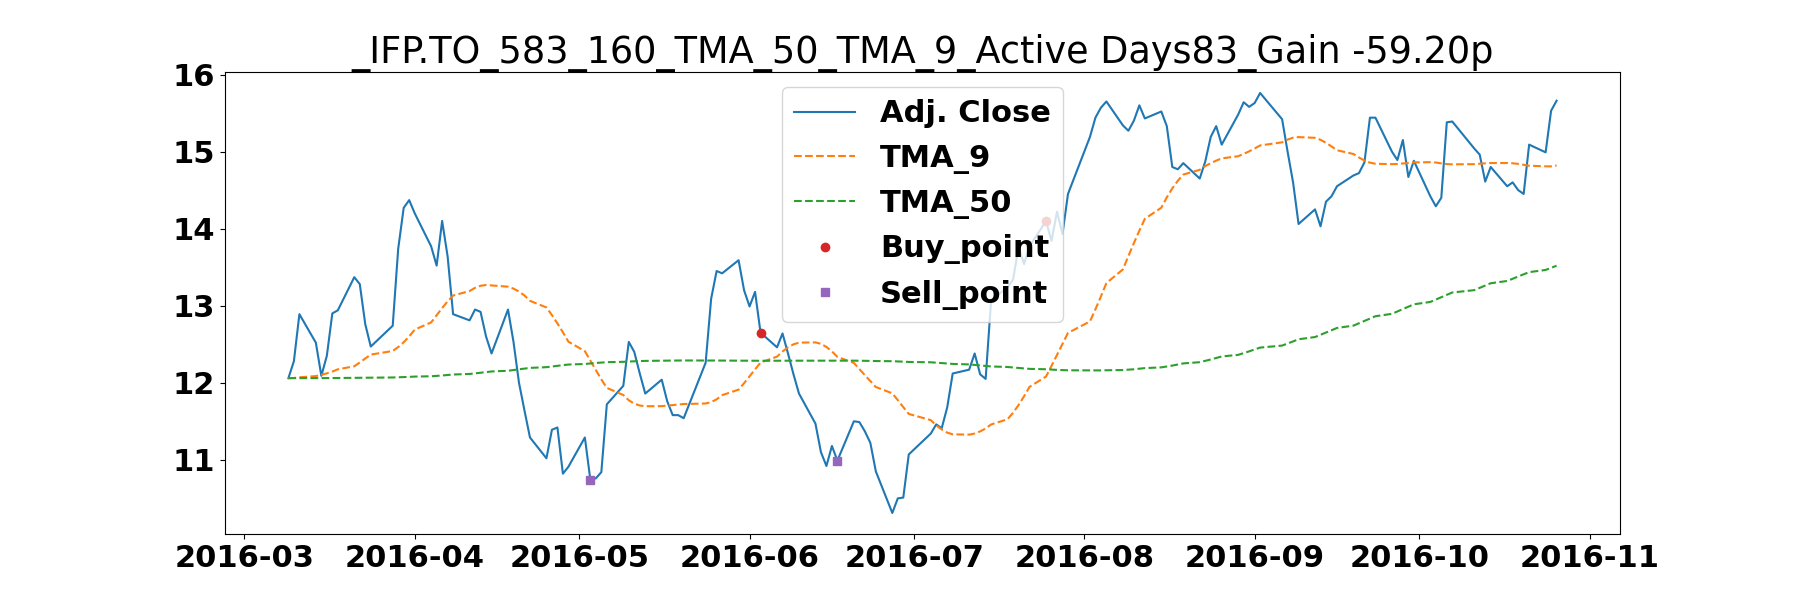 _IFP.TO_583_160_TMA_50_TMA_9_Active Days83_Gain -59.20p
16
15
14
13
12
11
Adj. Close
TMA_9
TMA_50
Buy_point
Sell_point
2016-03 2016-04 2016-05 2016-06 2016-07 2016-08 2016-09 2016-10 2016-11